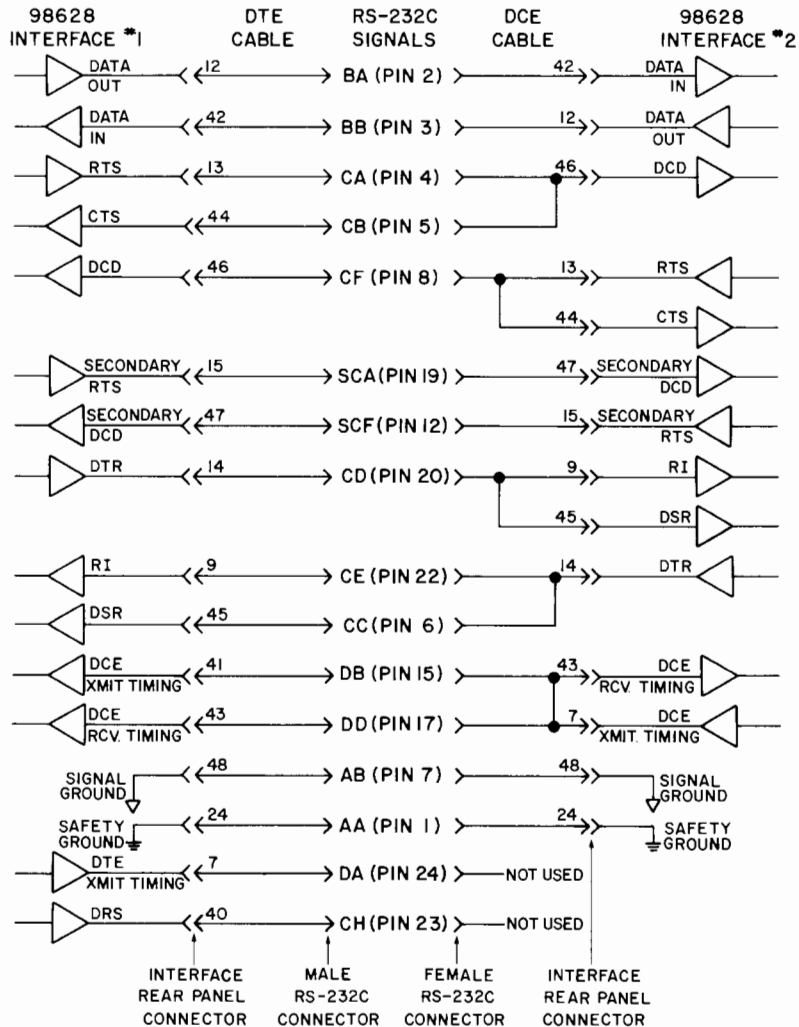 98628 DTE RS-232C DCE 98628
INTERFACE #1 CABLE SIGNALS CABLE INTERFACE #2
DATA OUT 12 BA (PIN 2) 42 DATA IN
DATA IN 42 BB (PIN 3) 12 DATA OUT
RTS 13 CA (PIN 4) 46 DCD
CTS 44 CB (PIN 5)
DCD 46 CF (PIN 8) 13 RTS
44 CTS
SECONDARY RTS 15 SCA (PIN 19) 47 SECONDARY DCD
SECONDARY DCD 47 SCF (PIN 12) 15 SECONDARY RTS
DTR 14 CD (PIN 20) 9 RI
45 DSR
RI 9 CE (PIN 22) 14 DTR
DSR 45 CC (PIN 6)
DCE XMIT TIMING 41 DB (PIN 15) 43 DCE RCV. TIMING
DCE RCV. TIMING 43 DD (PIN 17) 7 DCE XMIT. TIMING
SIGNAL GROUND 48 AB (PIN 7) 48 SIGNAL GROUND
SAFETY GROUND 24 AA (PIN 1) 24 SAFETY GROUND
DTE XMIT TIMING 7 DA (PIN 24) NOT USED
DRS 40 CH (PIN 23) NOT USED
INTERFACE MALE FEMALE INTERFACE
REAR PANEL RS-232C RS-232C REAR PANEL
CONNECTOR CONNECTOR CONNECTOR CONNECTOR